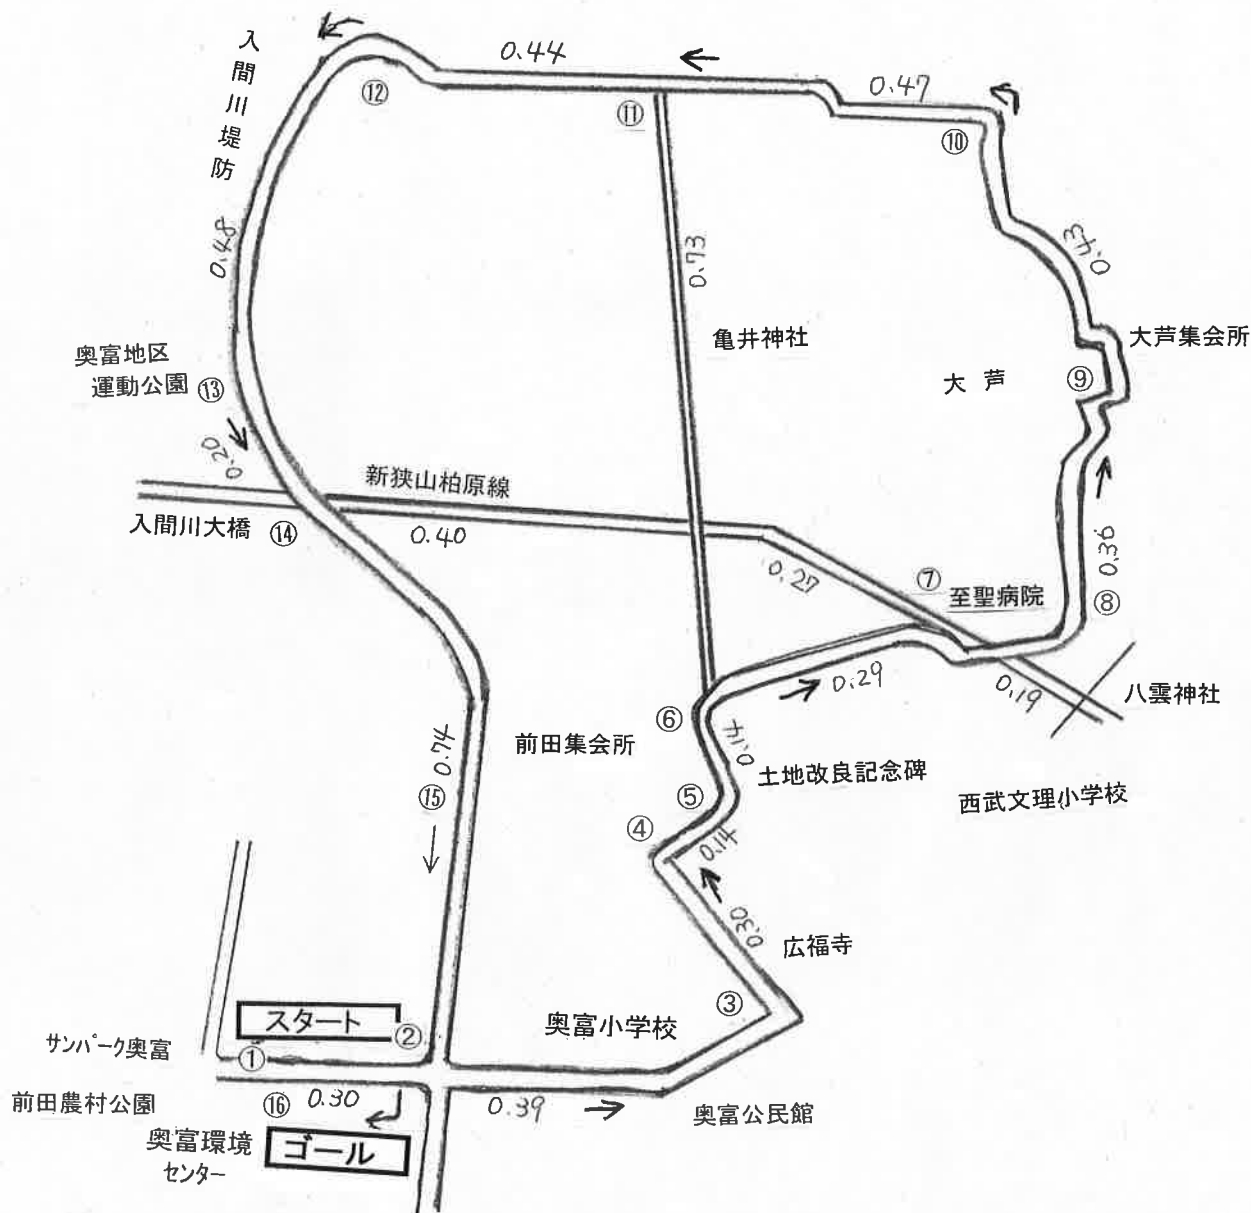 入間川堤防
0.44
0.47
⑫
⑪
⑩
0.48
0.73
0.43
亀井神社
大芦集会所
奥富地区
運動公園 ⑬
大 芦
⑨
0.20
新狭山柏原線
入間川大橋 ⑭
0.40
0.27
⑦
至聖病院
0.36
⑧
0.29
0.19
八雲神社
⑥
前田集会所
0.74
0.14
土地改良記念碑
⑮
⑤
西武文理小学校
④
0.14
0.30
広福寺
③
スタート
②
奥富小学校
サンパーク奥富
①
前田農村公園
⑯ 0.30
0.39
奥富公民館
奥富環境
センター
ゴール